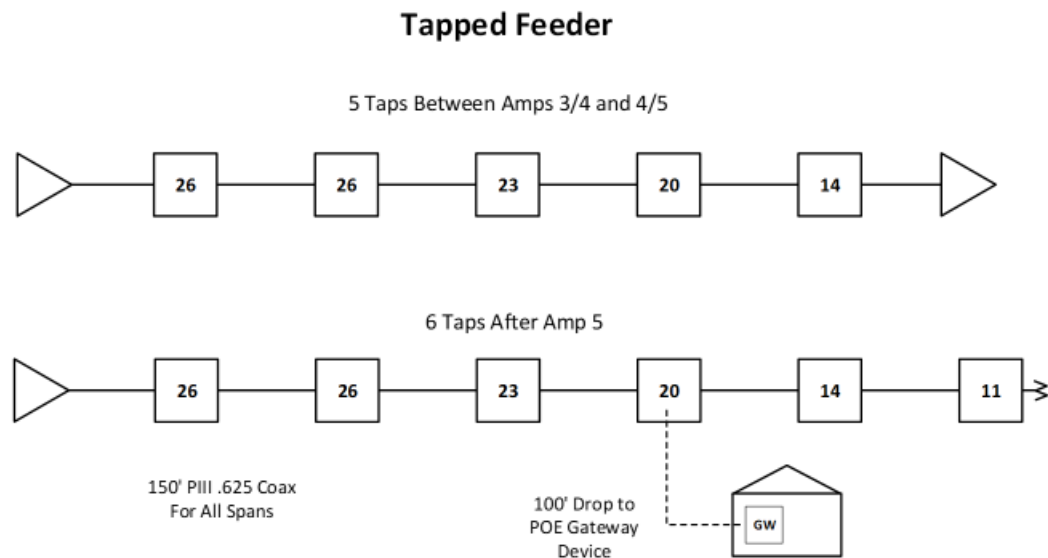 Tapped Feeder
5 Taps Between Amps 3/4 and 4/5
26 26 23 20 14
6 Taps After Amp 5
26 26 23 20 14 11
150' PIII .625 Coax
For All Spans
100' Drop to
POE Gateway
Device
GW